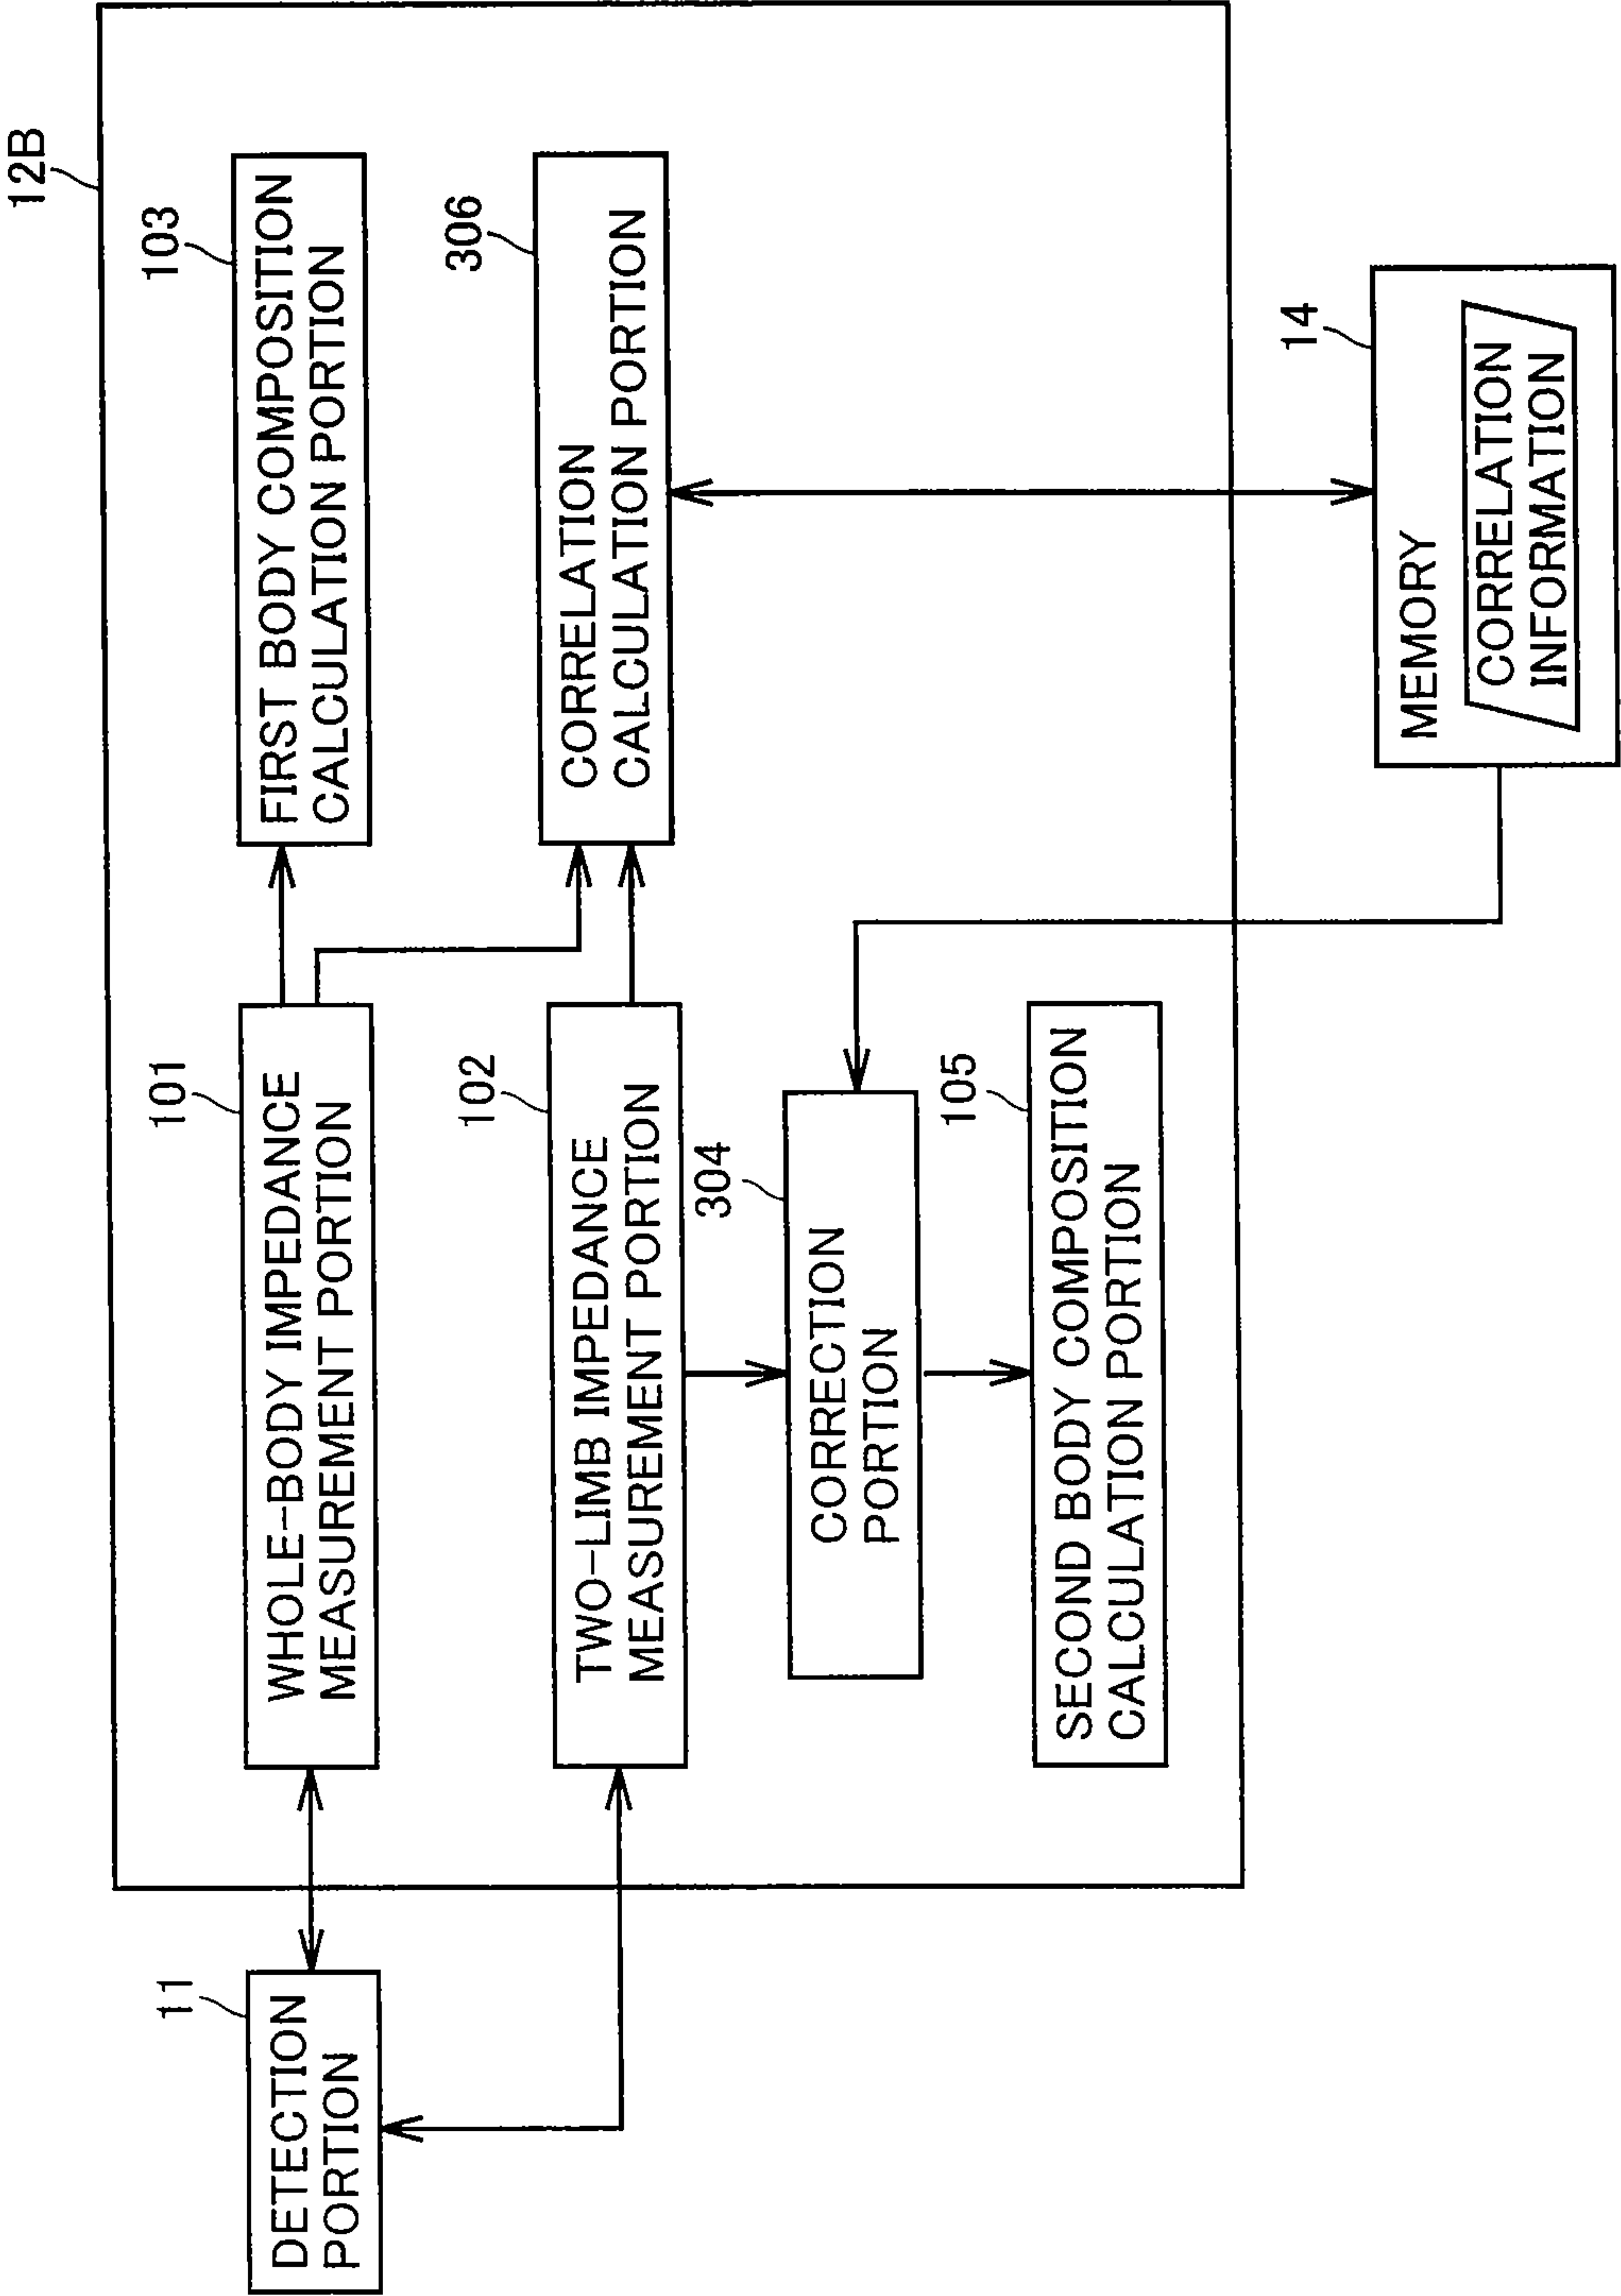 12B
11
DETECTION
PORTION
101
WHOLE-BODY IMPEDANCE
MEASUREMENT PORTION
103
FIRST BODY COMPOSITION
CALCULATION PORTION
102
TWO-LIMB IMPEDANCE
MEASUREMENT PORTION
306
CORRELATION
CALCULATION PORTION
304
CORRECTION
PORTION
105
SECOND BODY COMPOSITION
CALCULATION PORTION
14
MEMORY
CORRELATION
INFORMATION